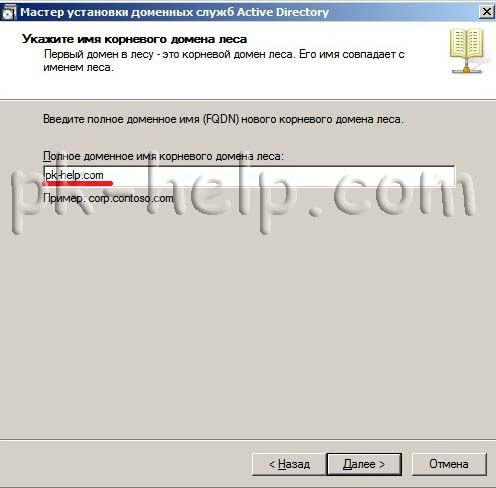 Мастер установки доменных служб Active Directory
Укажите имя корневого домена леса
Первый домен в лесу - это корневой домен леса. Его имя совпадает с
именем леса.
Введите полное доменное имя (FQDN) нового корневого домена леса.
Полное доменное имя корневого домена леса:
pk-help.com
pk-help.com
Пример. corp.contoso.com
< Назад
Далее >
Отмена